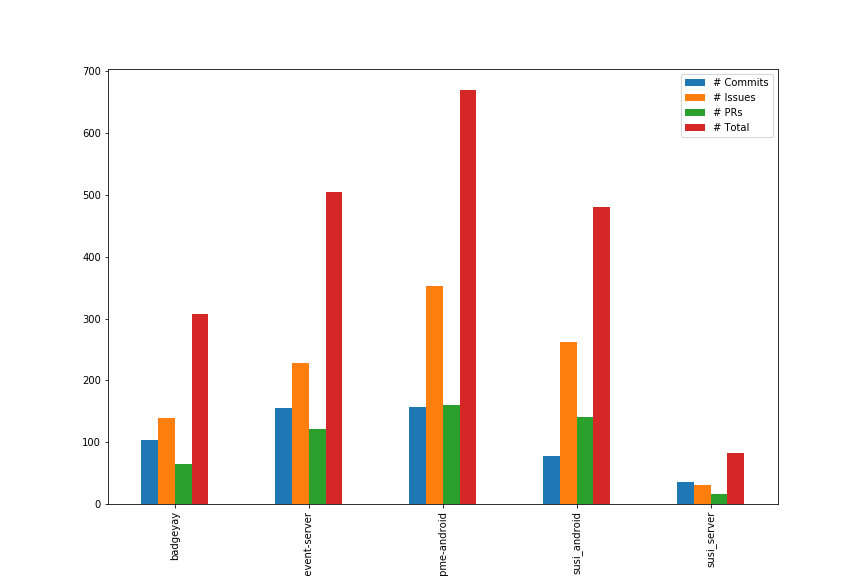 700
600
500
400
300
200
100
0
# Commits
# Issues
# PRs
# Total
badgeyay
event-server
pme-android
susi_android
susi_server